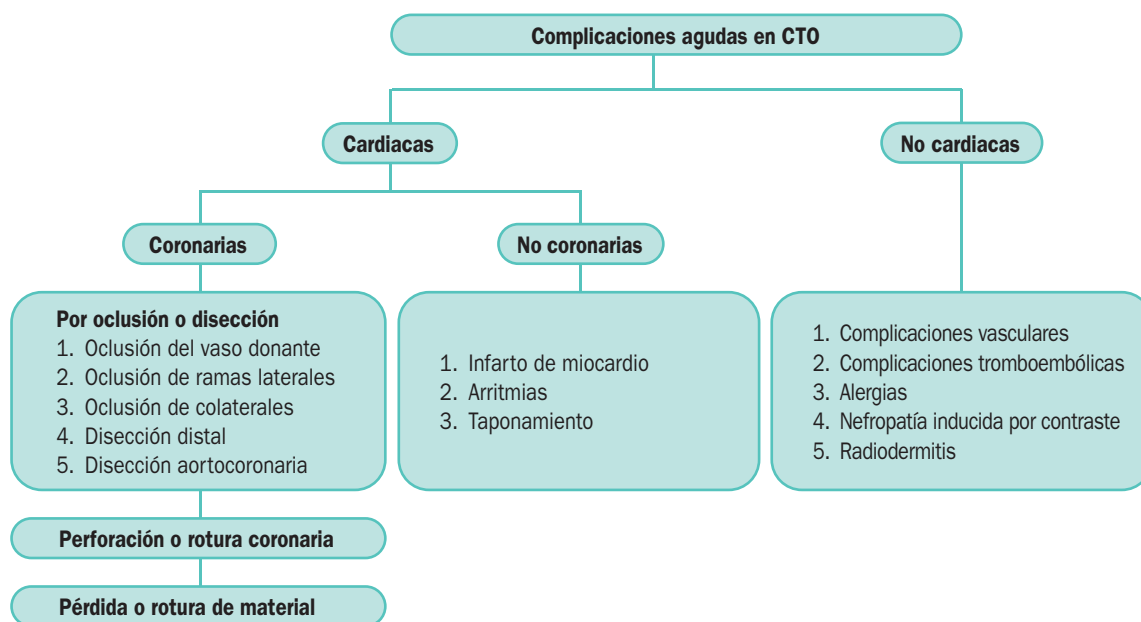 Complicaciones agudas en CTO
Cardiacas
No cardiacas
Coronarias
No coronarias
Por oclusión o disección
1. Oclusión del vaso donante
2. Oclusión de ramas laterales
3. Oclusión de colaterales
4. Disección distal
5. Disección aortocoronaria
1. Infarto de miocardio
2. Arritmias
3. Taponamiento
1. Complicaciones vasculares
2. Complicaciones tromboembólicas
3. Alergias
4. Nefropatía inducida por contraste
5. Radiodermitis
Perforación o rotura coronaria
Pérdida o rotura de material